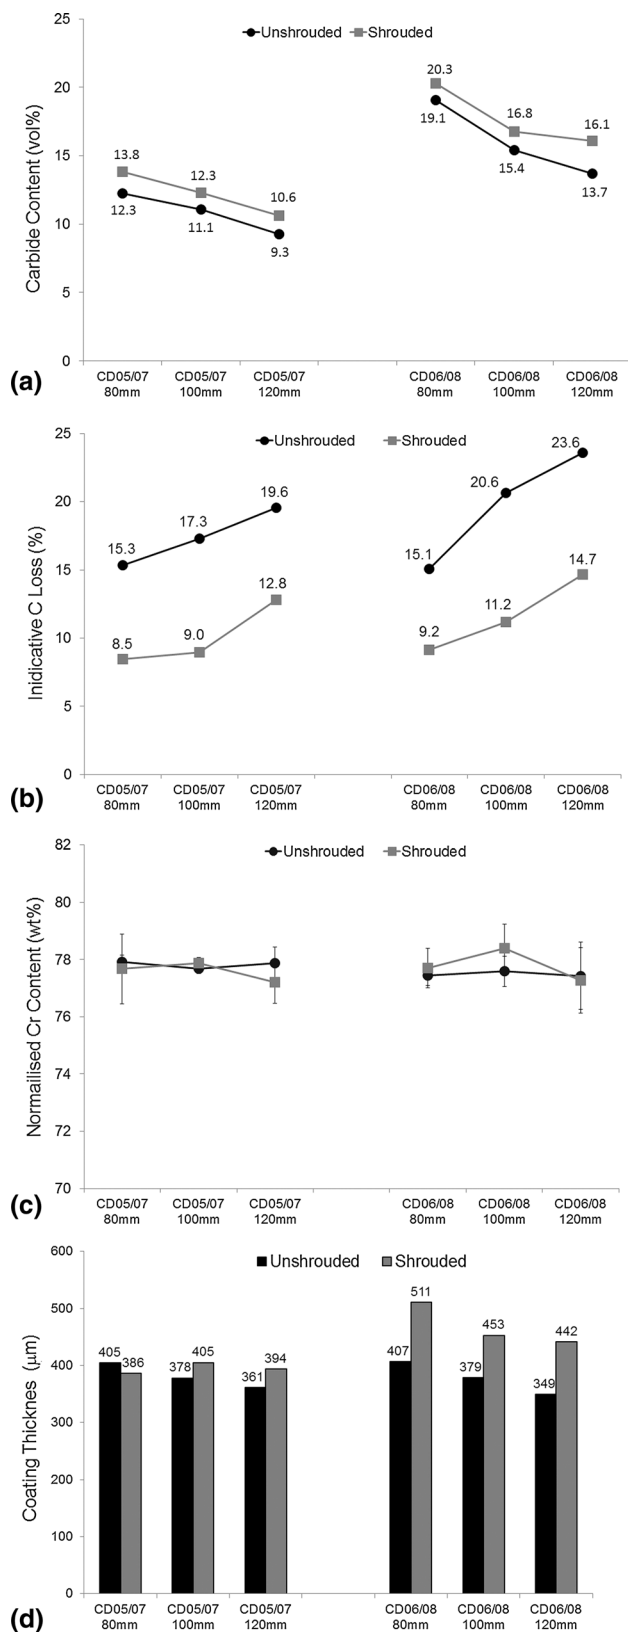 25
Unshrouded
Shrouded
20.3
20
19.1
16.8
16.1
15.4
15
13.8
13.7
12.3
12.3
11.1
10.6
10
9.3
5
0
Carbide Content (vol%)
CD05/07 CD05/07 CD05/07 CD06/08 CD06/08 CD06/08
80mm 100mm 120mm 80mm 100mm 120mm
(a)
25
Unshrouded
Shrouded
23.6
20.6
20
19.6
17.3
15.3
15.1
15
14.7
12.8
11.2
10
9.0
8.5
9.2
5
0
Inidicative C Loss (%)
CD05/07 CD05/07 CD05/07 CD06/08 CD06/08 CD06/08
80mm 100mm 120mm 80mm 100mm 120mm
(b)
82
Unshrouded
Shrouded
80
78
76
74
72
70
Normailised Cr Content (wt%)
CD05/07 CD05/07 CD05/07 CD06/08 CD06/08 CD06/08
80mm 100mm 120mm 80mm 100mm 120mm
(c)
600
Unshrouded
Shrouded
511
500
453
442
405
386
378
405
361
394
407
379
349
400
300
200
100
0
Coating Thicknes (µm)
CD05/07 CD05/07 CD05/07 CD06/08 CD06/08 CD06/08
80mm 100mm 120mm 80mm 100mm 120mm
(d)